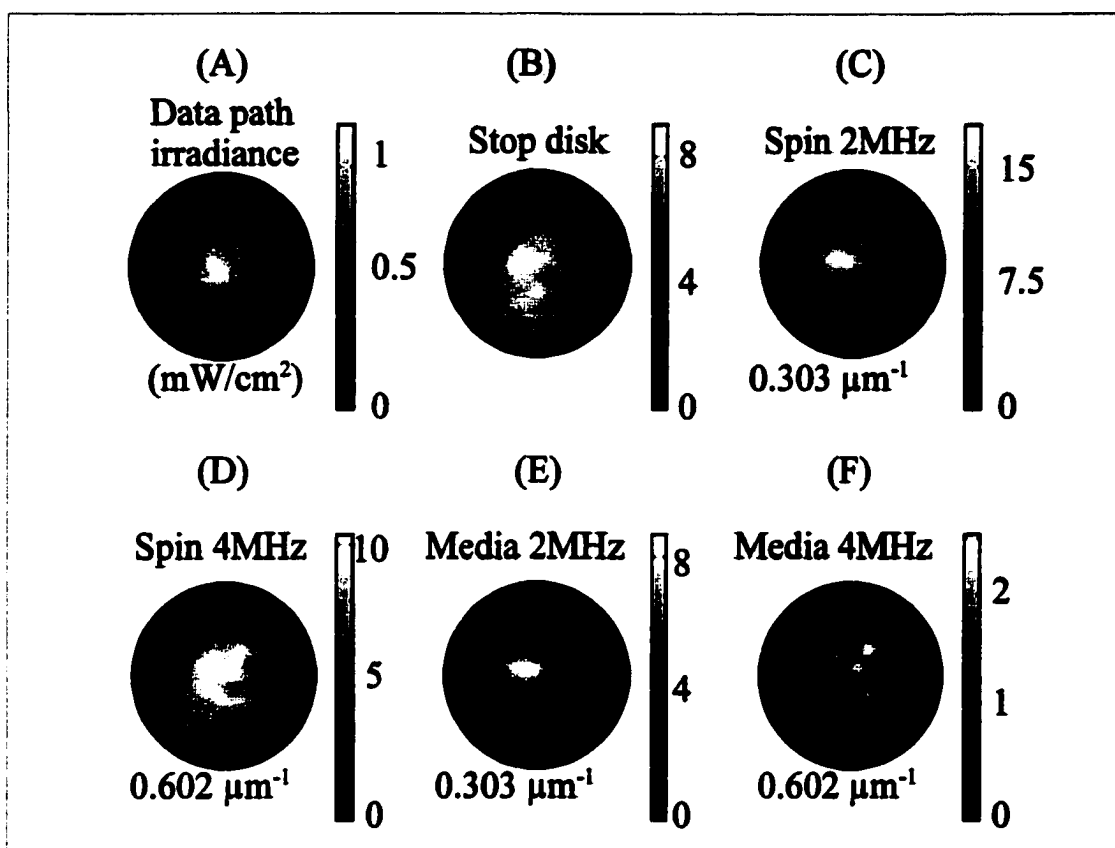 (A)
Data path
irradiance
1
0.5
0
(mW/cm²)
(B)
Stop disk
8
4
0
(C)
Spin 2MHz
15
7.5
0
0.303 µm⁻¹
(D)
Spin 4MHz
10
5
0
0.602 µm⁻¹
(E)
Media 2MHz
8
4
0
0.303 µm⁻¹
(F)
Media 4MHz
2
1
0
0.602 µm⁻¹